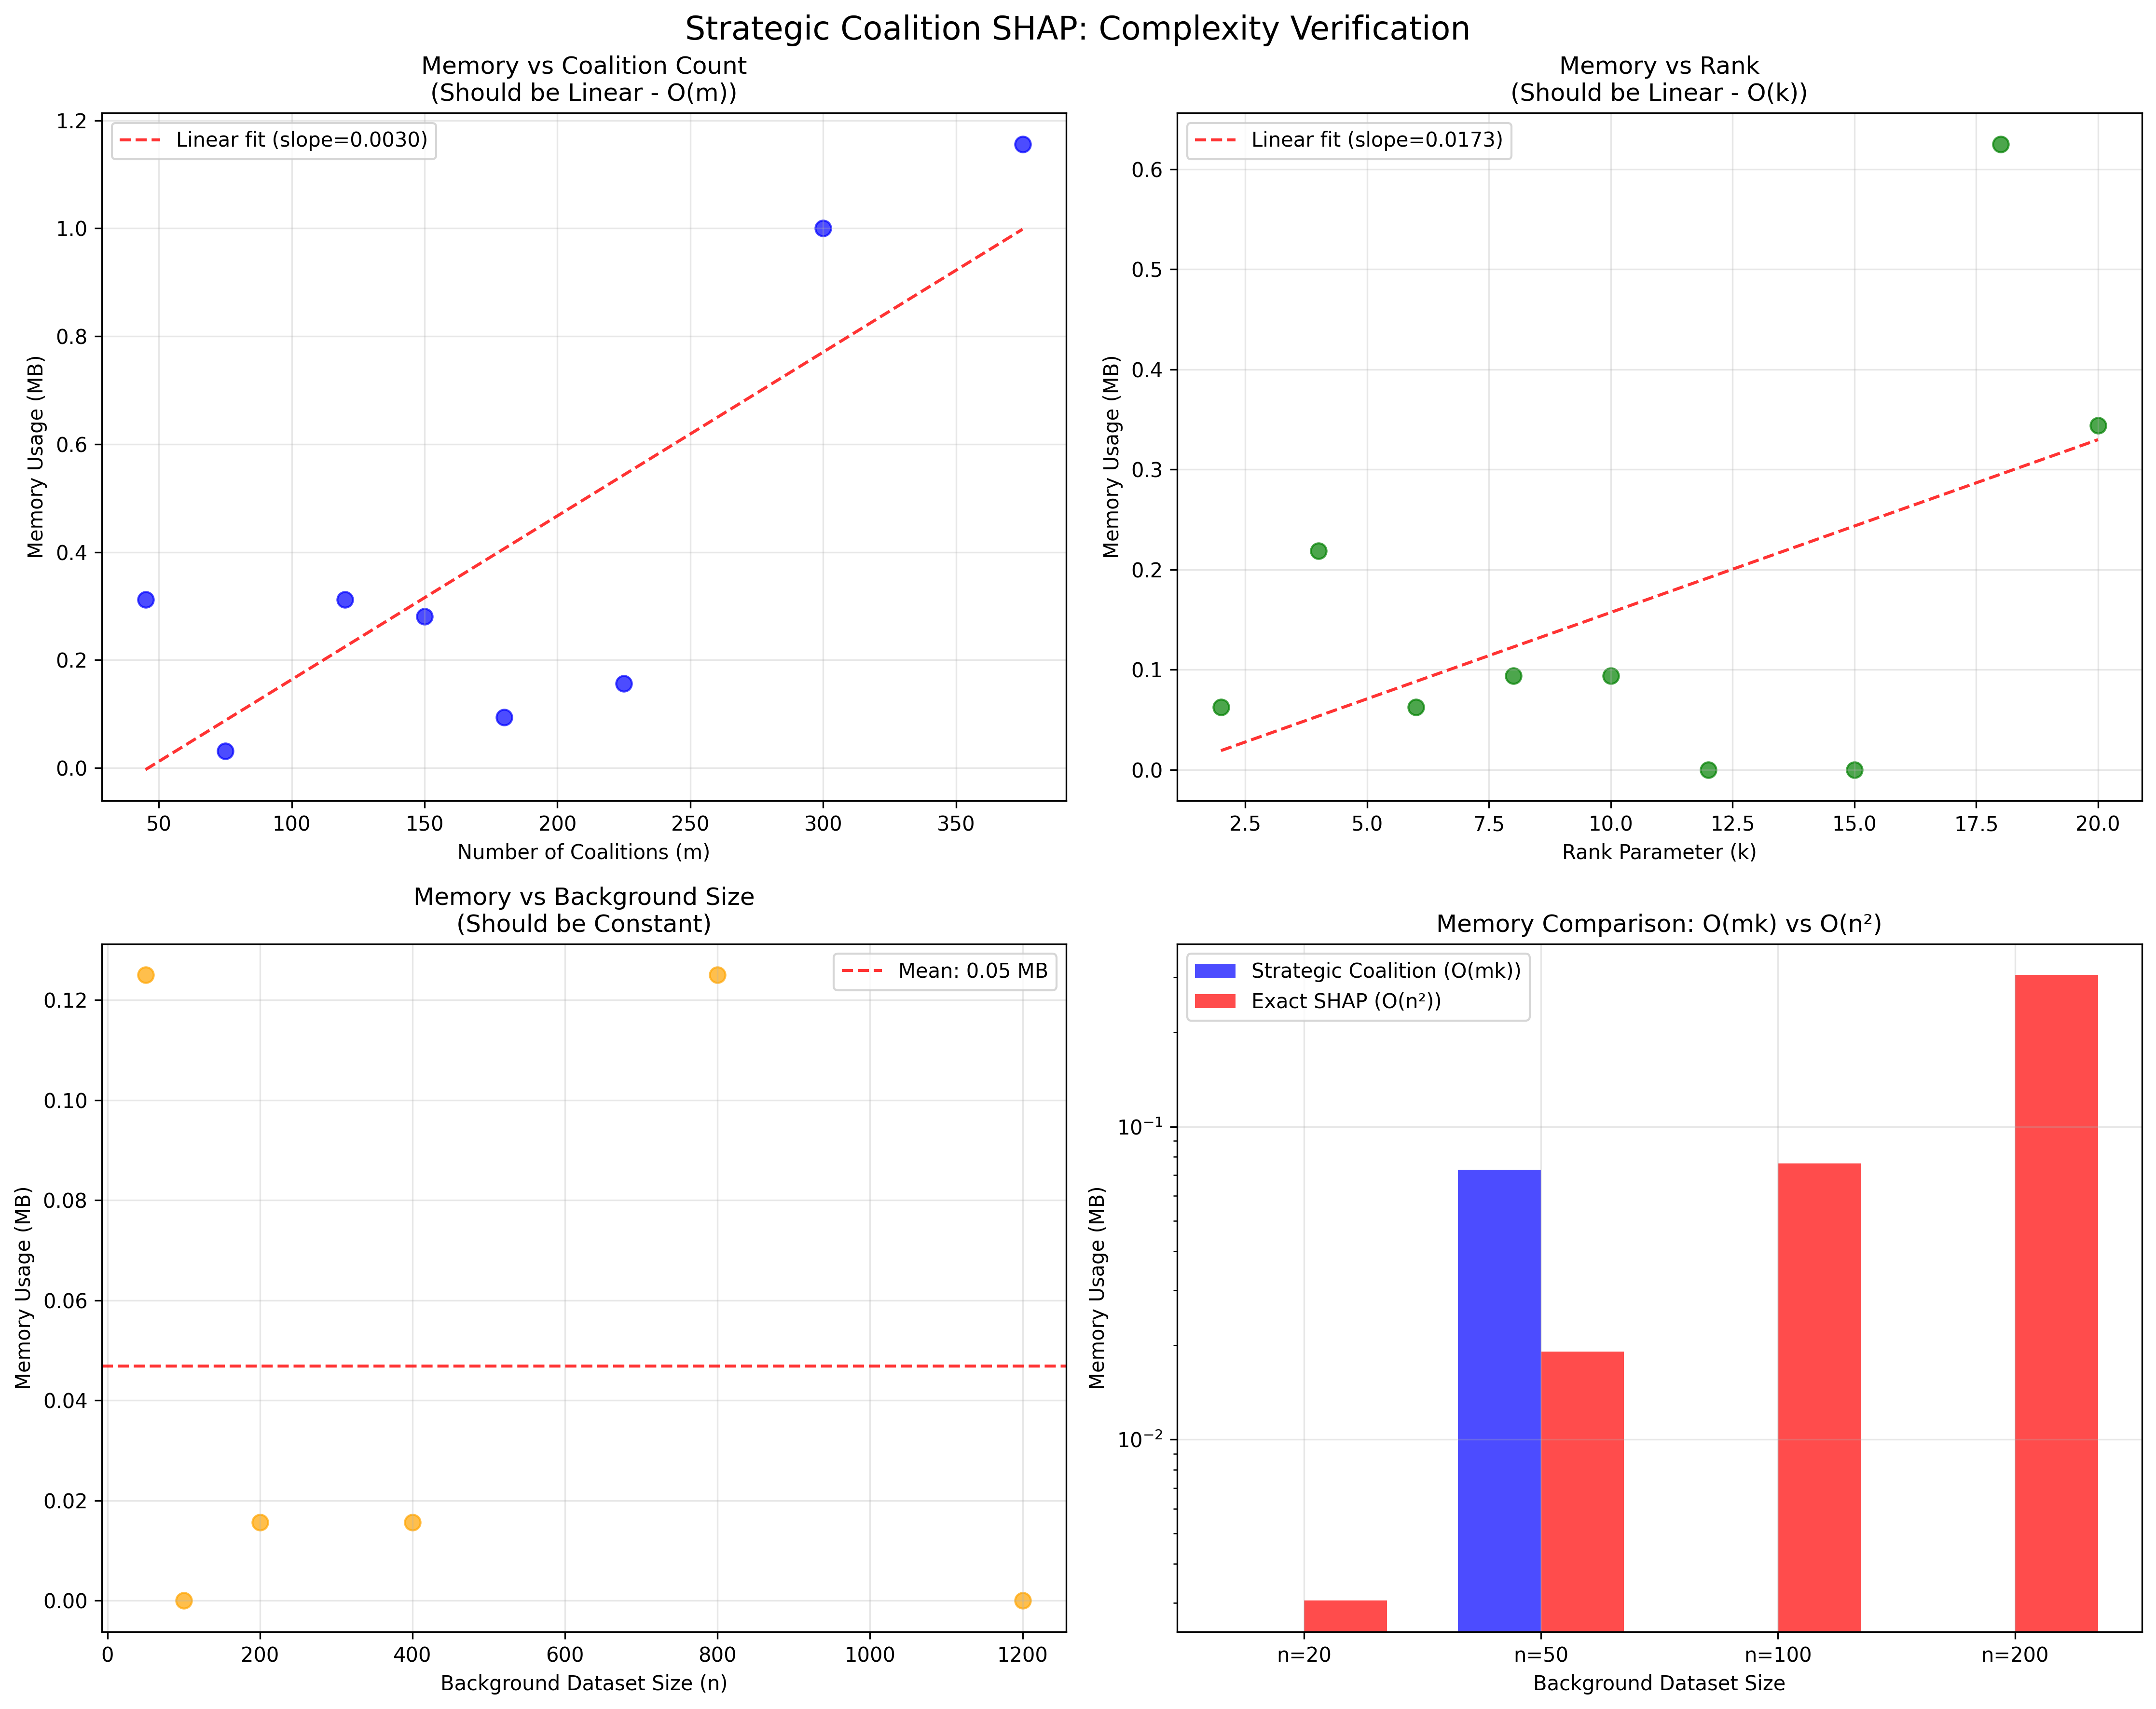 Strategic Coalition SHAP: Complexity Verification
Memory vs Coalition Count
(Should be Linear - O(m))
Linear fit (slope=0.0030)
1.2
1.0
0.8
0.6
0.4
0.2
0.0
Memory Usage (MB)
50 100 150 200 250 300 350
Number of Coalitions (m)
Memory vs Rank
(Should be Linear - O(k))
Linear fit (slope=0.0173)
0.6
0.5
0.4
0.3
0.2
0.1
0.0
Memory Usage (MB)
2.5 5.0 7.5 10.0 12.5 15.0 17.5 20.0
Rank Parameter (k)
Memory vs Background Size
(Should be Constant)
Mean: 0.05 MB
0.12
0.10
0.08
0.06
0.04
0.02
0.00
Memory Usage (MB)
0 200 400 600 800 1000 1200
Background Dataset Size (n)
Memory Comparison: O(mk) vs O(n²)
Strategic Coalition (O(mk))
Exact SHAP (O(n²))
10⁻¹
10⁻²
Memory Usage (MB)
n=20 n=50 n=100 n=200
Background Dataset Size